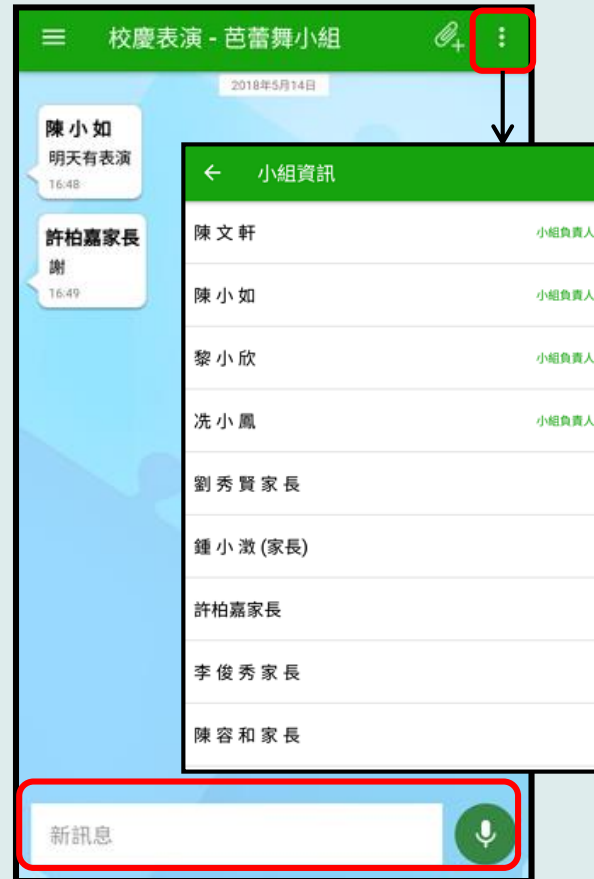 校慶表演 - 芭蕾舞小組
2018年5月14日
陳 小 如
明天有表演
16:48
許柏嘉家長
謝
16:49
小組資訊
陳 文 軒 小組負責人
陳 小 如 小組負責人
黎 小 欣 小組負責人
冼 小 鳳 小組負責人
劉 秀 賢 家 長
鍾 小 澂 (家長)
許柏嘉家長
李 俊 秀 家 長
陳 容 和 家 長
新訊息